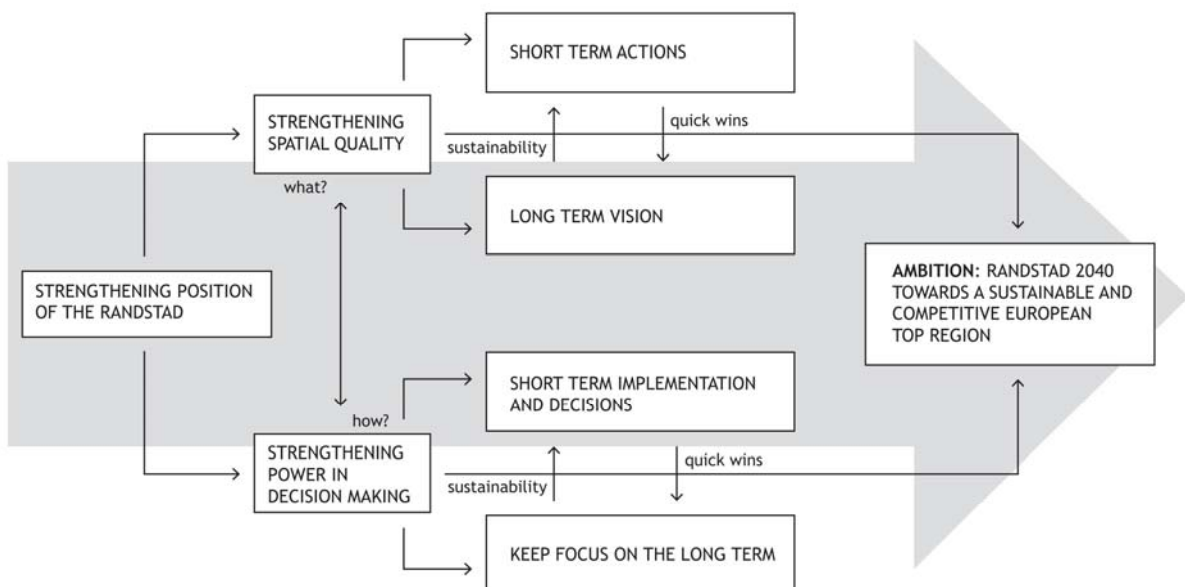 SHORT TERM ACTIONS
STRENGTHENING
SPATIAL QUALITY
quick wins
sustainability
what?
LONG TERM VISION
STRENGTHENING POSITION
OF THE RANDSTAD
AMBITION: RANDSTAD 2040
TOWARDS A SUSTAINABLE AND
COMPETITIVE EUROPEAN
TOP REGION
SHORT TERM IMPLEMENTATION
AND DECISIONS
how?
STRENGTHENING
POWER IN
DECISION MAKING
quick wins
sustainability
KEEP FOCUS ON THE LONG TERM